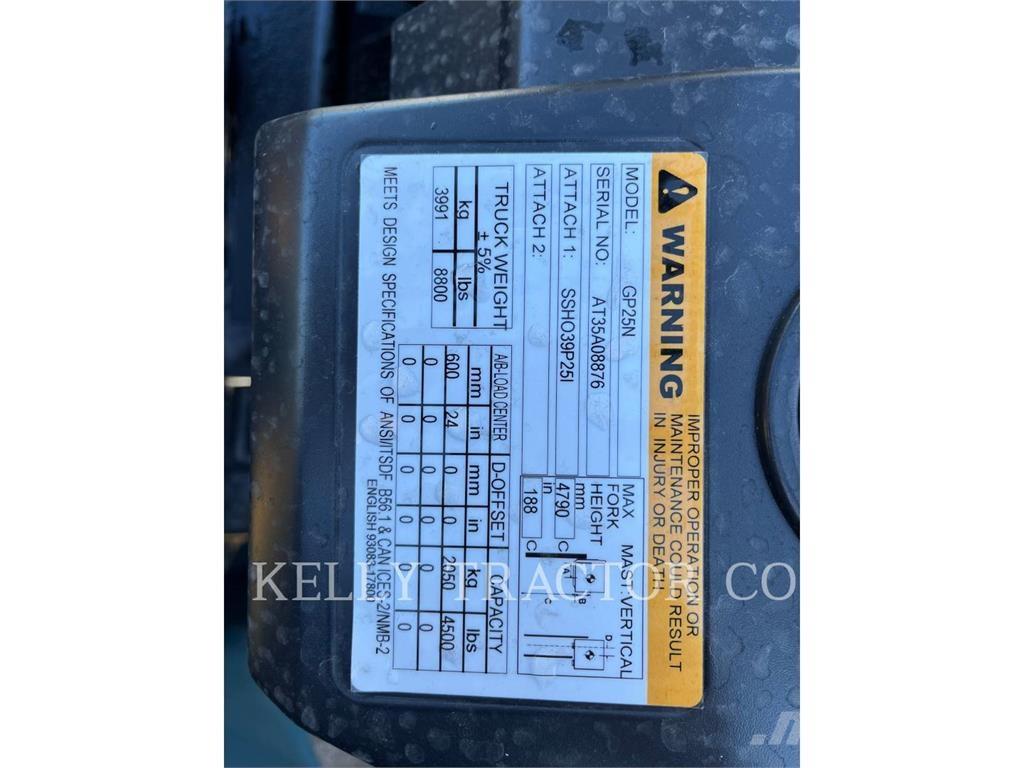 WARNING
IMPROPER OPERATION OR
MAINTENANCE COULD RESULT
IN INJURY OR DEATH
MODEL: GP25N
SERIAL NO: AT35A08876
ATTACH 1: SSHO39P25I
ATTACH 2:
MAX FORK HEIGHT
MAST VERTICAL
mm
4790 C
in
188 C
A
B
C
D
TRUCK WEIGHT
± 5%
kg lbs
3991 8800
A/B-LOAD CENTER D-OFFSET CAPACITY
mm in mm in kg lbs
600 24 0 0 2050 4500
0 0 0 0 0 0
0 0 0 0 0 0
MEETS DESIGN SPECIFICATIONS OF ANSI/ITSDF B56.1 & CAN ICES-2/NMB-2
ENGLISH 93083-17800
KELLY TRACTOR CO